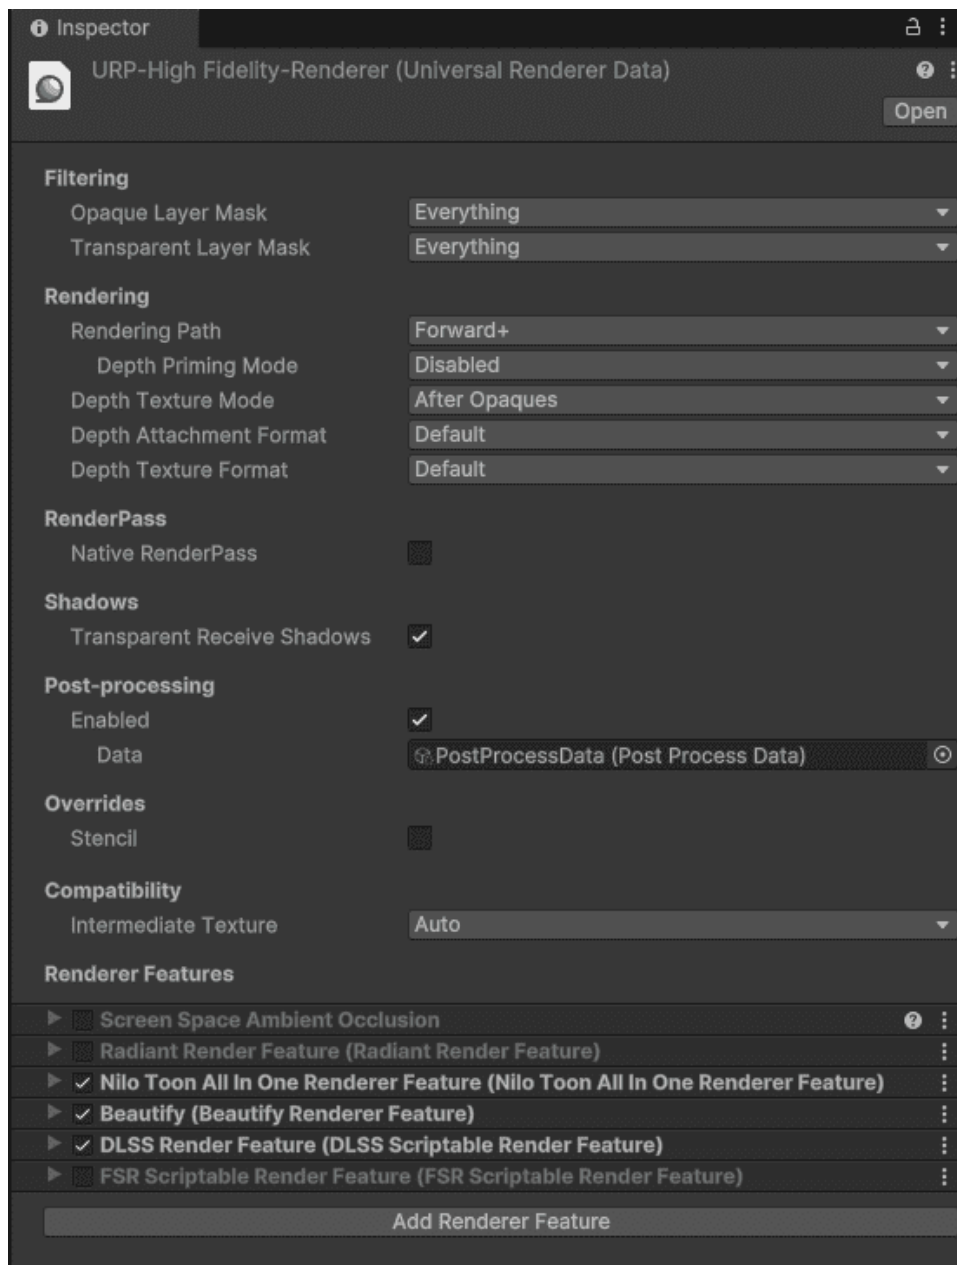 Inspector
URP-High Fidelity-Renderer (Universal Renderer Data)
Open
Filtering
Opaque Layer Mask Everything
Transparent Layer Mask Everything
Rendering
Rendering Path Forward+
Depth Priming Mode Disabled
Depth Texture Mode After Opaques
Depth Attachment Format Default
Depth Texture Format Default
RenderPass
Native RenderPass
Shadows
Transparent Receive Shadows
Post-processing
Enabled
Data PostProcessData (Post Process Data)
Overrides
Stencil
Compatibility
Intermediate Texture Auto
Renderer Features
Screen Space Ambient Occlusion
Radiant Render Feature (Radiant Render Feature)
Nilo Toon All In One Renderer Feature (Nilo Toon All In One Renderer Feature)
Beautify (Beautify Renderer Feature)
DLSS Render Feature (DLSS Scriptable Render Feature)
FSR Scriptable Render Feature (FSR Scriptable Render Feature)
Add Renderer Feature